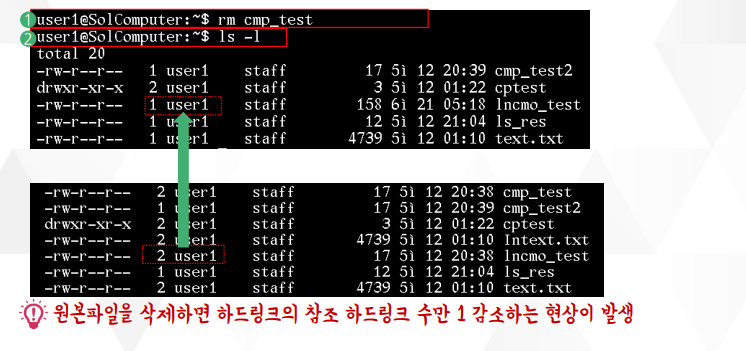 1 user1@SolComputer:~$ rm cmp_test
2 user1@SolComputer:~$ ls -l
total 20
-rw-r--r-- 1 user1 staff 17 5ì 12 20:39 cmp_test2
drwxr-xr-x 2 user1 staff 3 5ì 12 01:22 cptest
-rw-r--r-- 1 user1 staff 158 6ì 21 05:18 lncmo_test
-rw-r--r-- 1 user1 staff 12 5ì 12 21:04 ls_res
-rw-r--r-- 1 user1 staff 4739 5ì 12 01:10 text.txt
-rw-r--r-- 2 user1 staff 17 5ì 12 20:38 cmp_test
-rw-r--r-- 1 user1 staff 17 5ì 12 20:39 cmp_test2
drwxr-xr-x 2 user1 staff 3 5ì 12 01:22 cptest
-rw-r--r-- 2 user1 staff 4739 5ì 12 01:10 Intext.txt
-rw-r--r-- 2 user1 staff 17 5ì 12 20:38 lncmo_test
-rw-r--r-- 1 user1 staff 12 5ì 12 21:04 ls_res
-rw-r--r-- 2 user1 staff 4739 5ì 12 01:10 text.txt
원본파일을 삭제하면 하드링크의 참조 하드링크 수만 1 감소하는 현상이 발생